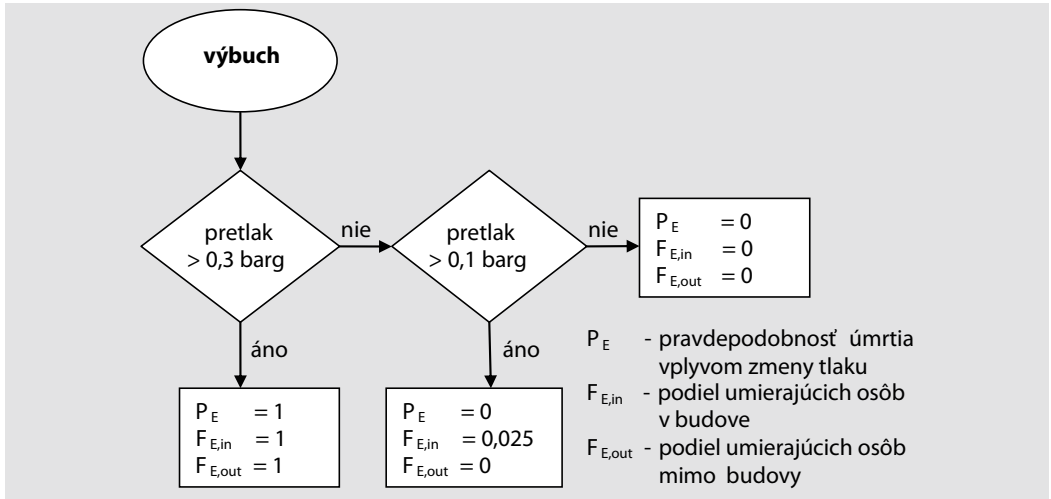 výbuch
pretlak
> 0,3 barg
nie
pretlak
> 0,1 barg
nie
P E = 0
F E,in = 0
F E,out = 0
áno
áno
P E = 1
F E,in = 1
F E,out = 1
P E = 0
F E,in = 0,025
F E,out = 0
P E - pravdepodobnosť úmrtia
vplyvom zmeny tlaku
F E,in - podiel umierajúcich osôb
v budove
F E,out - podiel umierajúcich osôb
mimo budovy